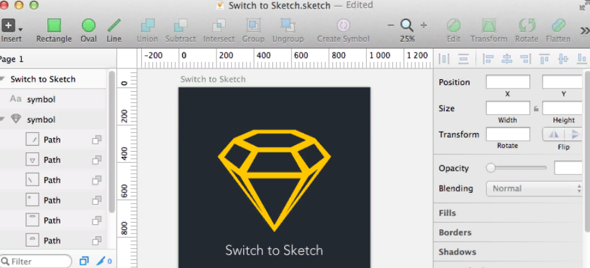 Switch to Sketch.sketch — Edited
Insert Rectangle Oval Line Union Subtract Intersect Group Ungroup Create Symbol 25% Edit Transform Rotate Flatten
Page 1
-200 0 200 400 600 800 1 000 1 200
Switch to Sketch
Switch to Sketch
Aa symbol
symbol
Path
Path
Path
Path
Path
Path
Filter
0
0
200
400
600
800
Switch to Sketch
Position
X Y
Size
Width Height
Transform
Rotate Flip
Opacity
Blending Normal
Fills
Borders
Shadows